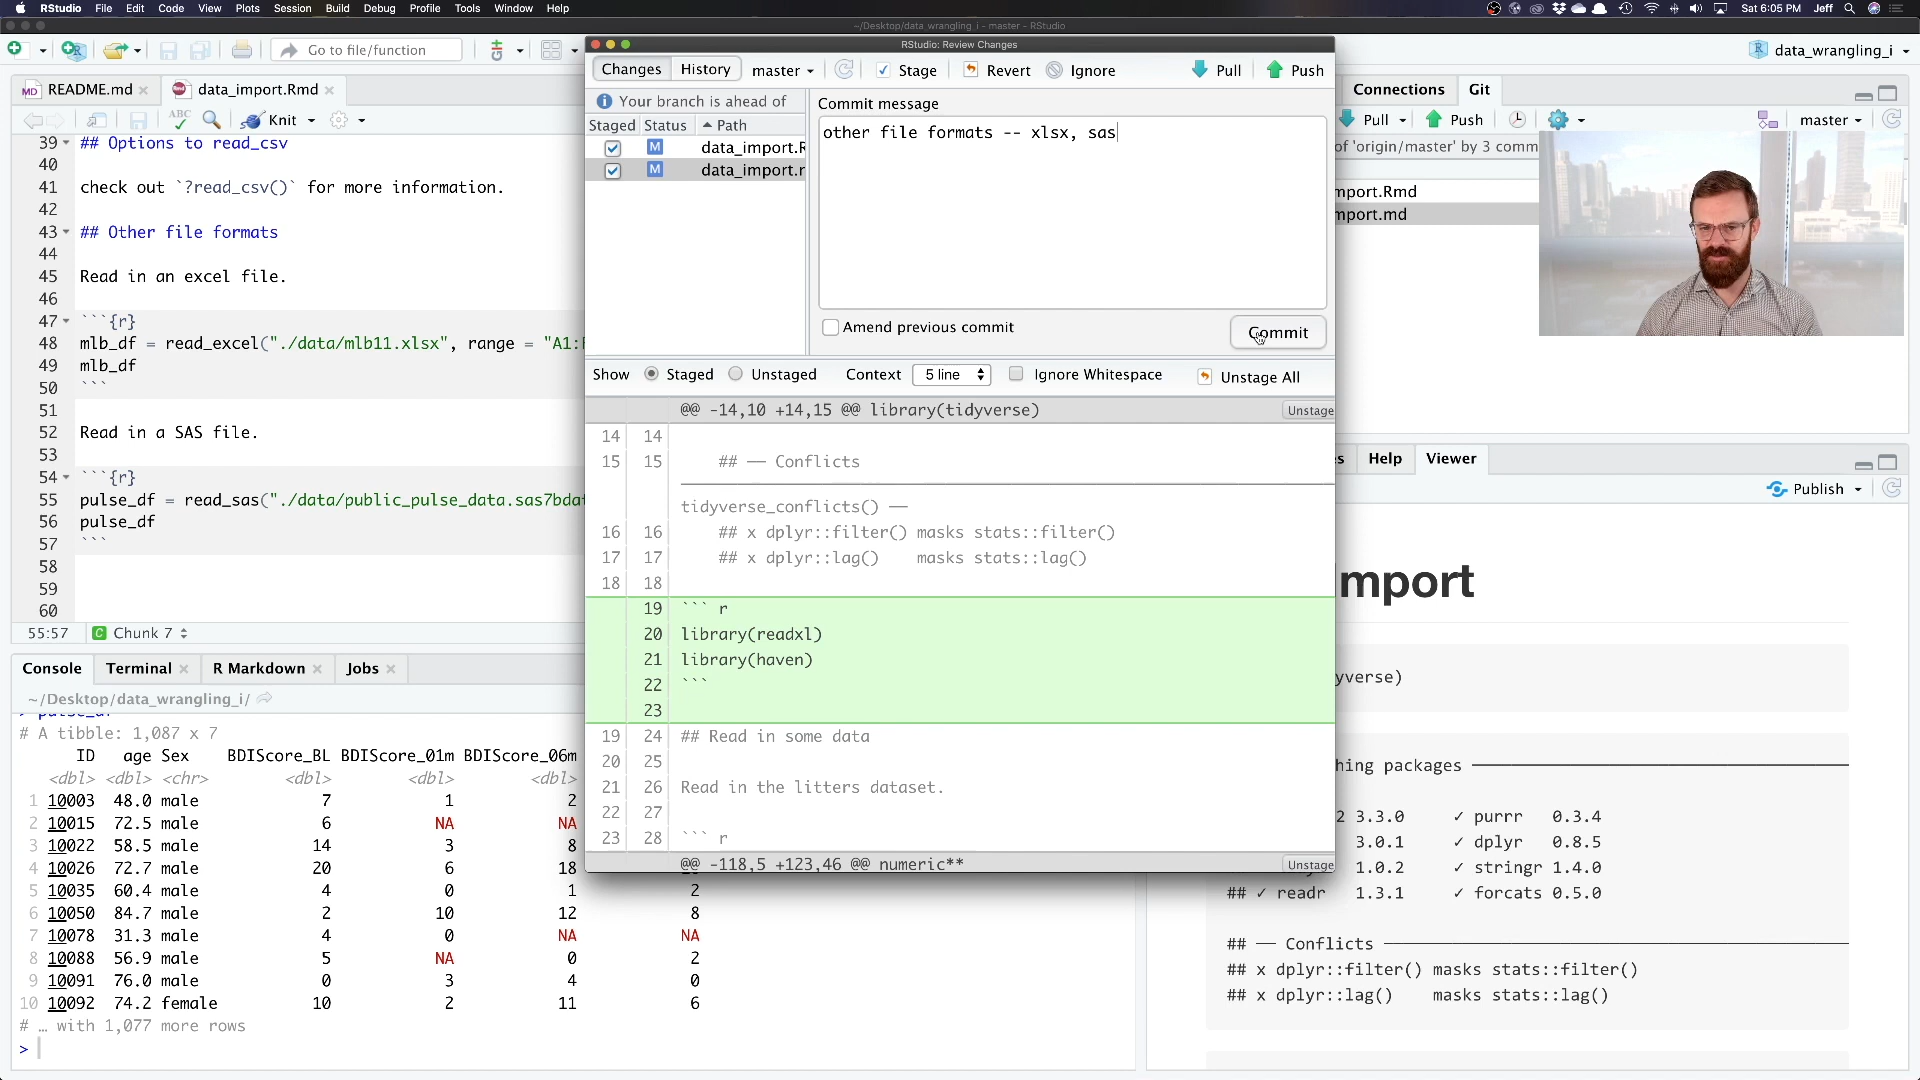 RStudio File Edit Code View Plots Session Build Debug Profile Tools Window Help
Sat 6:05 PM Jeff
~/Desktop/data_wrangling_i - master - RStudio
Go to file/function
data_wrangling_i
README.md
data_import.Rmd
ABC
Knit
39 ## Options to read_csv
40
41 check out `?read_csv()` for more information.
42
43 ## Other file formats
44
45 Read in an excel file.
46
47 ```{r}
48 mlb_df = read_excel("./data/mlb11.xlsx", range = "A1:
49 mlb_df
50 ```
51
52 Read in a SAS file.
53
54 ```{r}
55 pulse_df = read_sas("./data/public_pulse_data.sas7bda
56 pulse_df
57 ```
58
59
60
55:57 Chunk 7
Console Terminal R Markdown Jobs
~/Desktop/data_wrangling_i/
> pulse_df
# A tibble: 1,087 x 7
ID age Sex BDIScore_BL BDIScore_01m BDIScore_06m
<dbl> <dbl> <chr> <dbl> <dbl> <dbl>
1 10003 48.0 male 7 1 2
2 10015 72.5 male 6 NA NA
3 10022 58.5 male 14 3 8
4 10026 72.7 male 20 6 18
5 10035 60.4 male 4 0 1 2
6 10050 84.7 male 2 10 12 8
7 10078 31.3 male 4 0 NA NA
8 10088 56.9 male 5 NA 0 2
9 10091 76.0 male 0 3 4 0
10 10092 74.2 female 10 2 11 6
# … with 1,077 more rows
>
RStudio: Review Changes
Changes History master Stage Revert Ignore Pull Push
Your branch is ahead of
Staged Status Path
M data_import.R
M data_import.r
Commit message
other file formats -- xlsx, sas
Amend previous commit
Commit
Show Staged Unstaged Context 5 line Ignore Whitespace Unstage All
@@ -14,10 +14,15 @@ library(tidyverse) Unstage
14 14
15 15 ## ── Conflicts
tidyverse_conflicts() ──
16 16 ## x dplyr::filter() masks stats::filter()
17 17 ## x dplyr::lag() masks stats::lag()
18 18
19 ``` r
20 library(readxl)
21 library(haven)
22 ```
23
19 24 ## Read in some data
20 25
21 26 Read in the litters dataset.
22 27
23 28 ``` r
@@ -118,5 +123,46 @@ numeric** Unstage
Connections Git
Pull Push master
of 'origin/master' by 3 comm
mport.Rmd
mport.md
s Help Viewer
Publish
mport
yverse)
hing packages
2 3.3.0 ✓ purrr 0.3.4
3.0.1 ✓ dplyr 0.8.5
1.0.2 ✓ stringr 1.4.0
## ✓ readr 1.3.1 ✓ forcats 0.5.0
## ── Conflicts
## x dplyr::filter() masks stats::filter()
## x dplyr::lag() masks stats::lag()